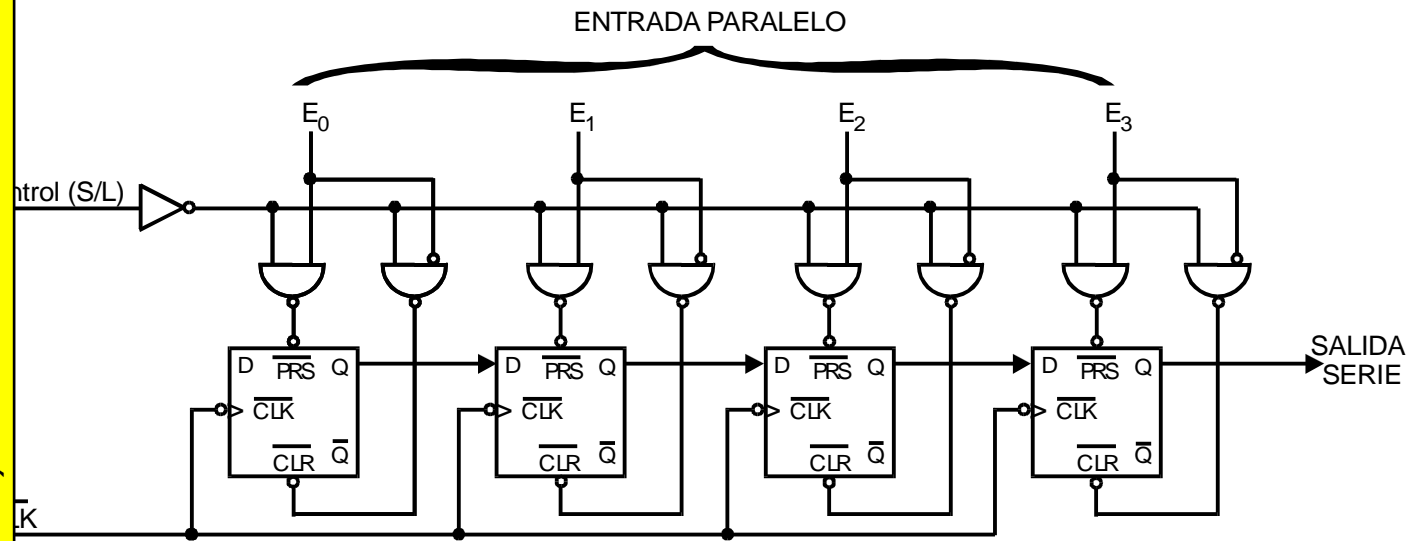 ENTRADA PARALELO
E0 E1 E2 E3
ntrol (S/L)
D PRS Q D PRS Q D PRS Q D PRS Q
SALIDA
SERIE
CLK CLK CLK CLK
CLR Q CLR Q CLR Q CLR Q
LK